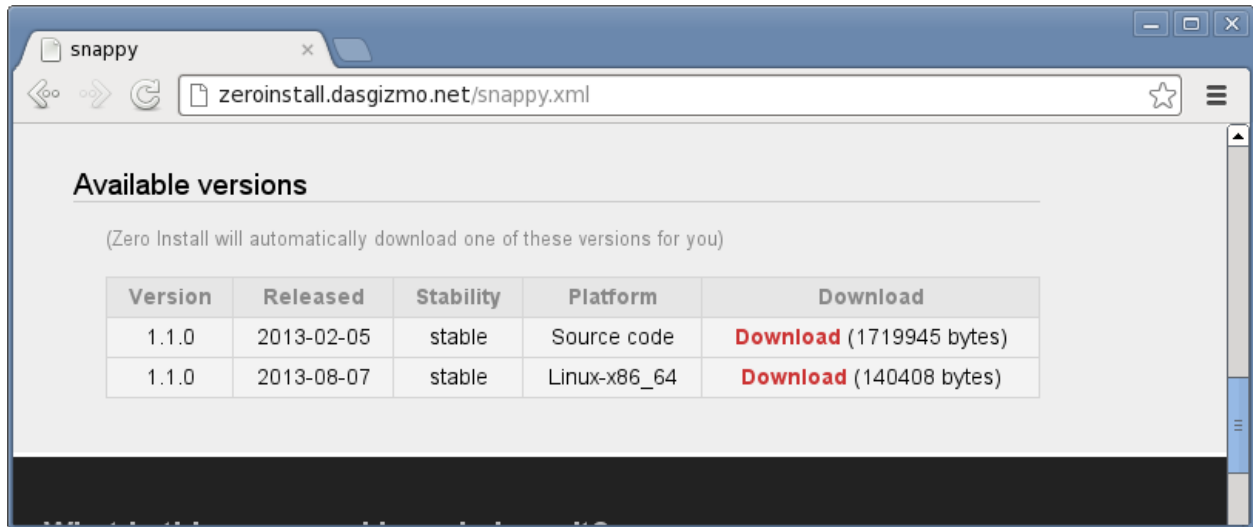 snappy
zeroinstall.dasgizmo.net/snappy.xml
Available versions
(Zero Install will automatically download one of these versions for you)
Version Released Stability Platform Download
1.1.0 2013-02-05 stable Source code Download (1719945 bytes)
1.1.0 2013-08-07 stable Linux-x86_64 Download (140408 bytes)